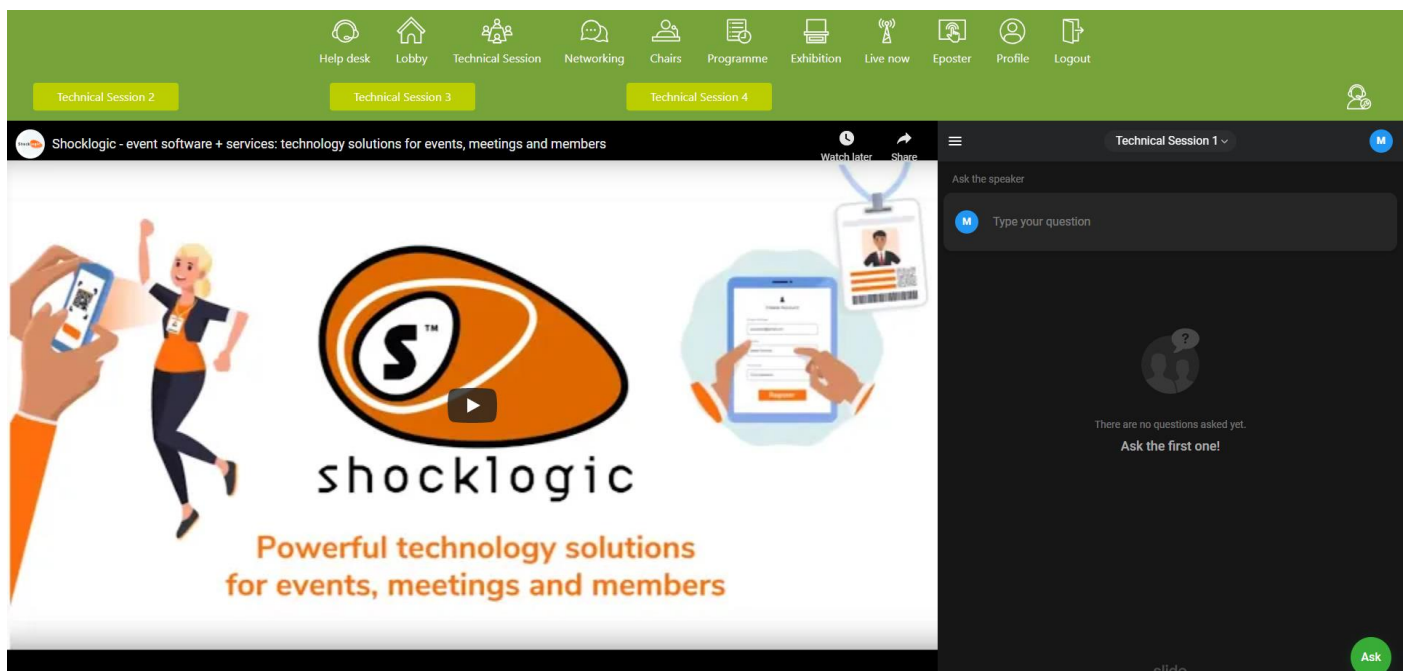 Help desk
Lobby
Technical Session
Networking
Chairs
Programme
Exhibition
Live now
Eposter
Profile
Logout
Technical Session 2
Technical Session 3
Technical Session 4
Shocklogic - event software + services: technology solutions for events, meetings and members
Watch later
Share
S™
shocklogic
Powerful technology solutions
for events, meetings and members
Register
Technical Session 1
M
Ask the speaker
M
Type your question
?
There are no questions asked yet.
Ask the first one!
Ask